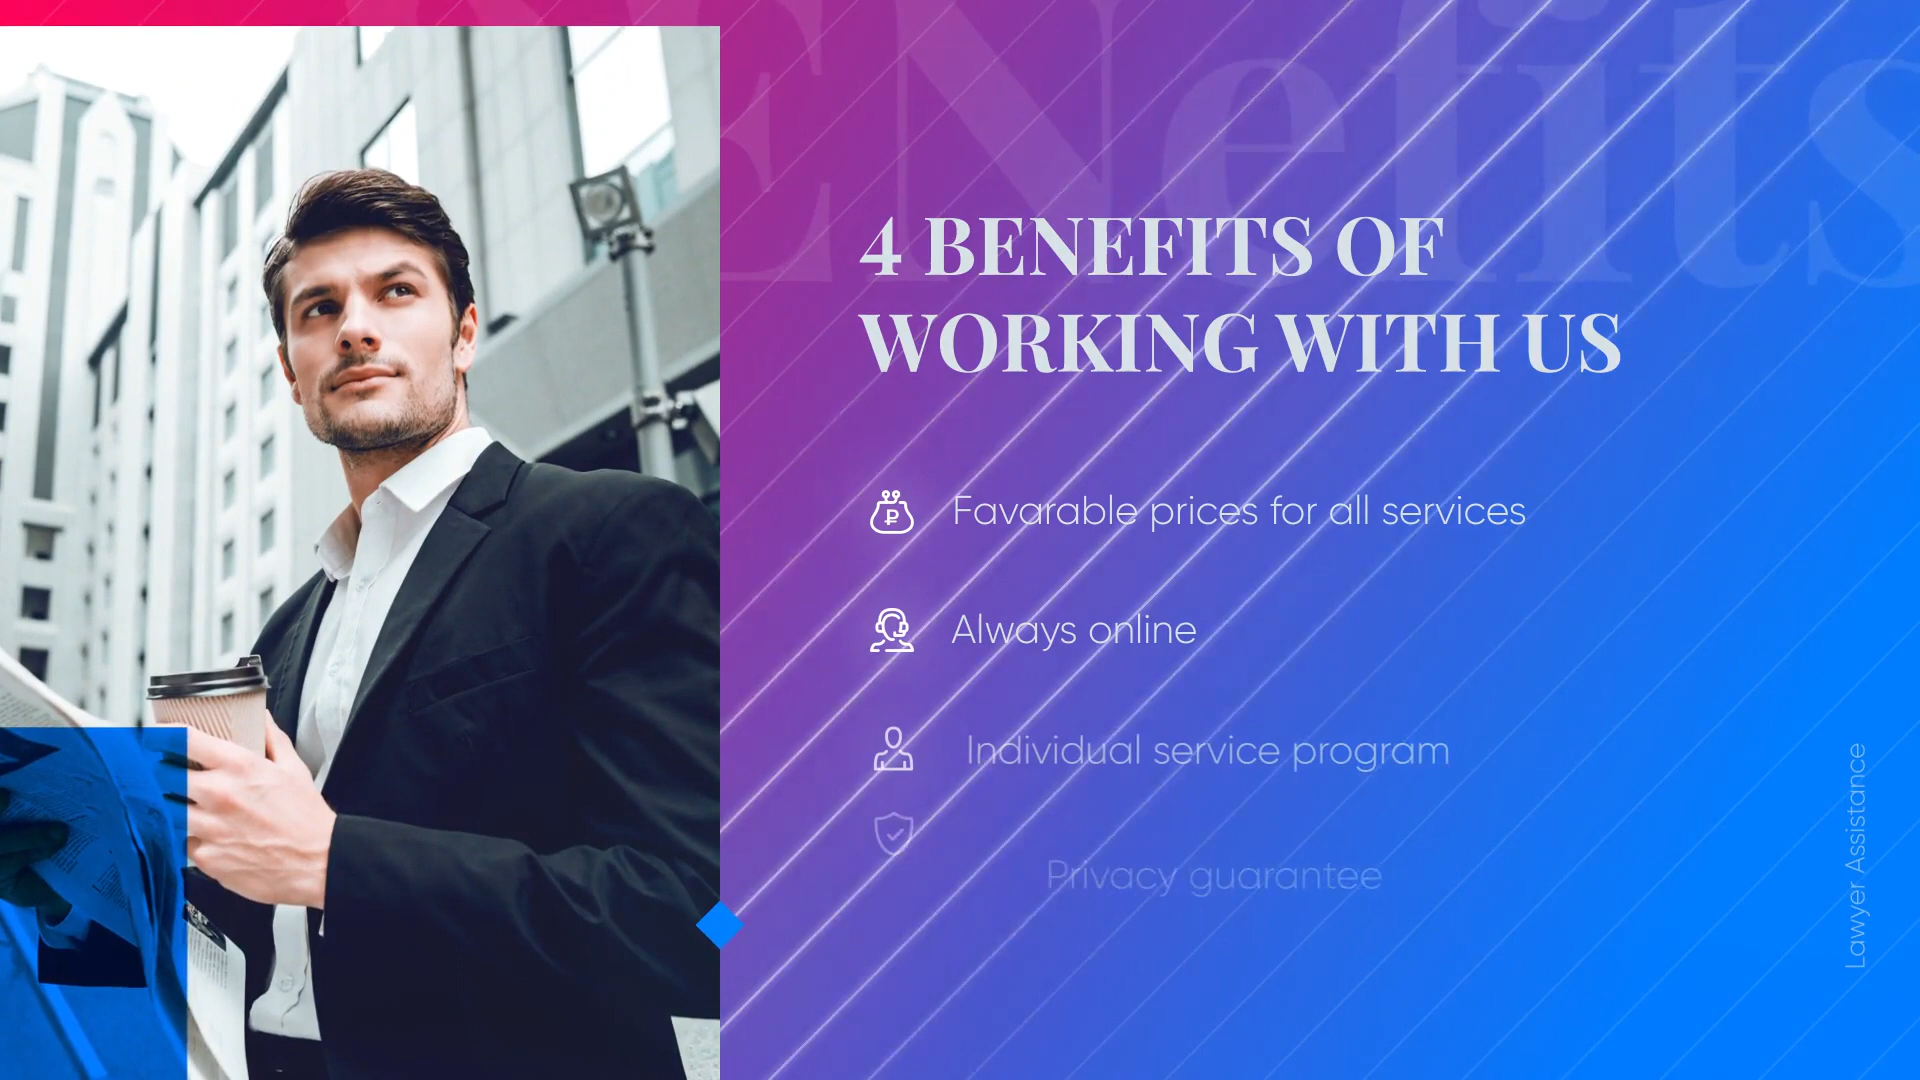 ENefits
4 BENEFITS OF
WORKING WITH US
Favarable prices for all services
Always online
Individual service program
Privacy guarantee
Lawyer Assistance